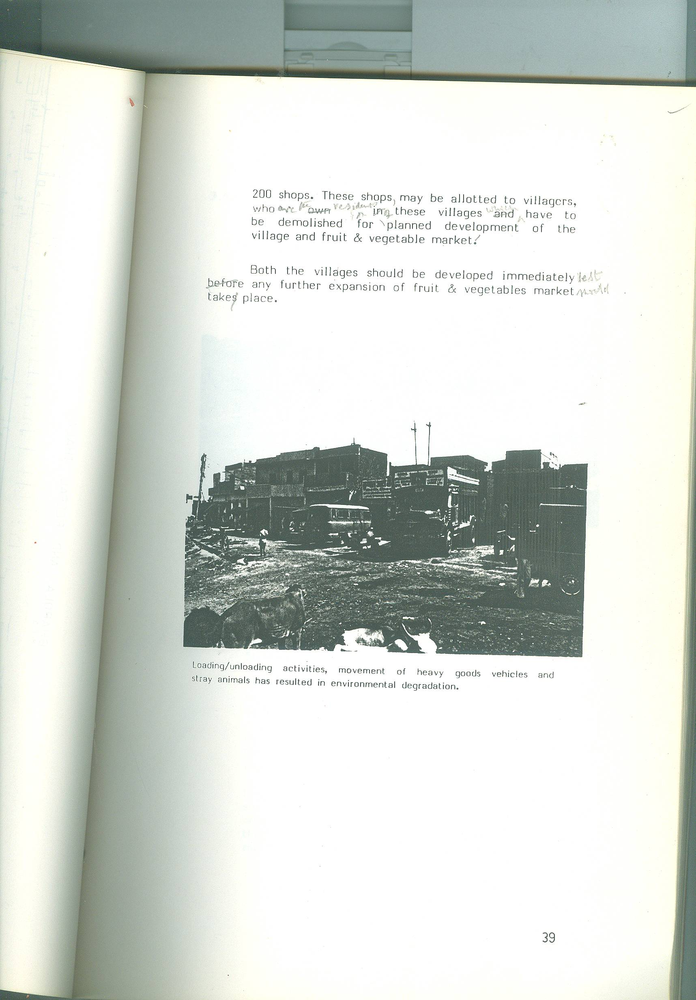 200 shops. These shops, may be allotted to villagers,
who are the own residents in of these villages which and have to
be demolished for planned development of the
village and fruit & vegetable market.
Both the villages should be developed immediately lest
before any further expansion of fruit & vegetables market should
takes place.
Loading/unloading activities, movement of heavy goods vehicles and
stray animals has resulted in environmental degradation.
39